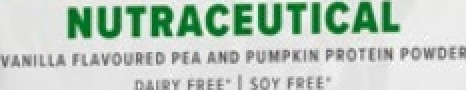 NUTRACEUTICAL
VANILLA FLAVOURED PEA AND PUMPKIN PROTEIN POWDER
DAIRY FREE* | SOY FREE*